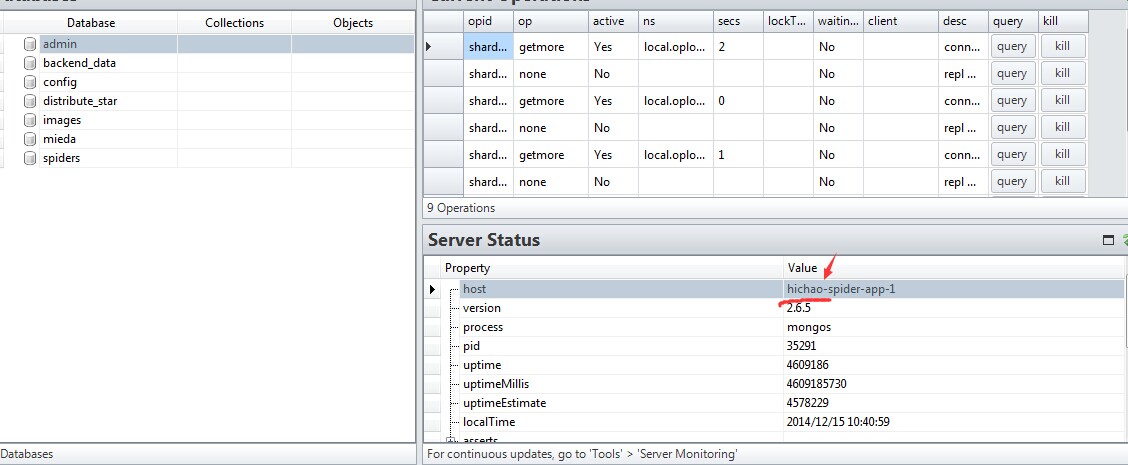 Database Collections Objects
admin
backend_data
config
distribute_star
images
mieda
spiders
Databases
opid op active ns secs lockT... waitin... client desc query kill
shard... getmore Yes local.oplo... 2 No conn... query kill
shard... none No No repl ... query kill
shard... getmore Yes local.oplo... 0 No conn... query kill
shard... none No No repl ... query kill
shard... getmore Yes local.oplo... 1 No conn... query kill
shard... none No No repl ... query kill
9 Operations
Server Status
Property Value
host hichao-spider-app-1
version 2.6.5
process mongos
pid 35291
uptime 4609186
uptimeMillis 4609185730
uptimeEstimate 4578229
localTime 2014/12/15 10:40:59
asserts
For continuous updates, go to 'Tools' > 'Server Monitoring'